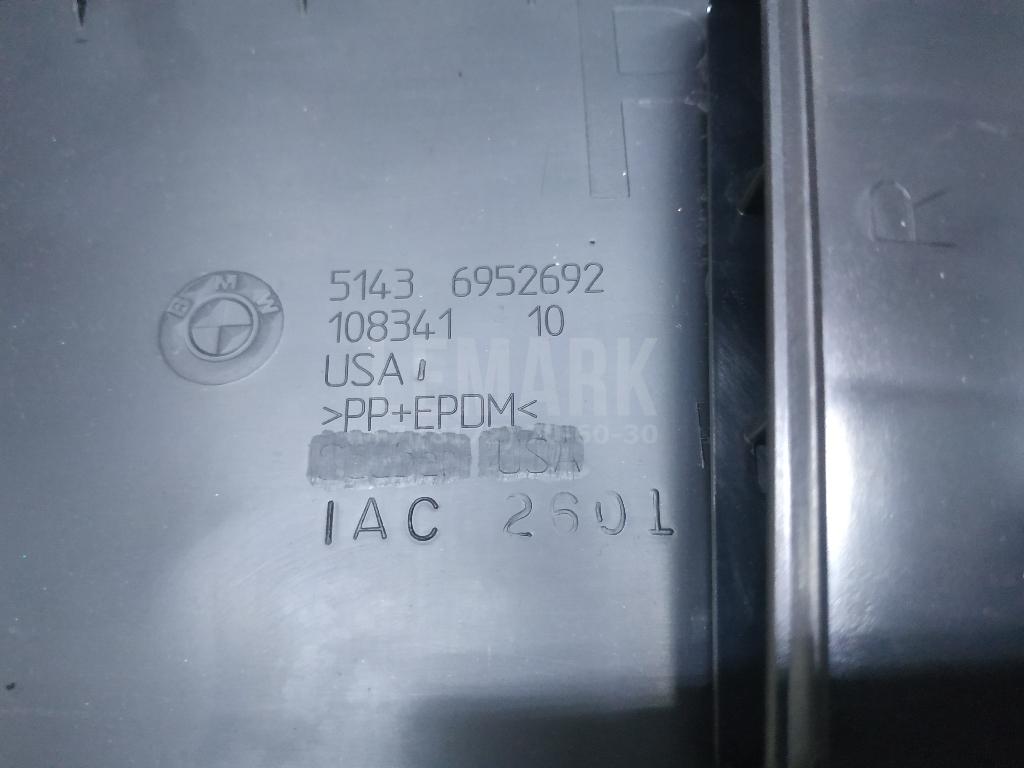 BMW
5143 6952692
108341 10
USA
>PP+EPDM<
USA
IAC 2601
R